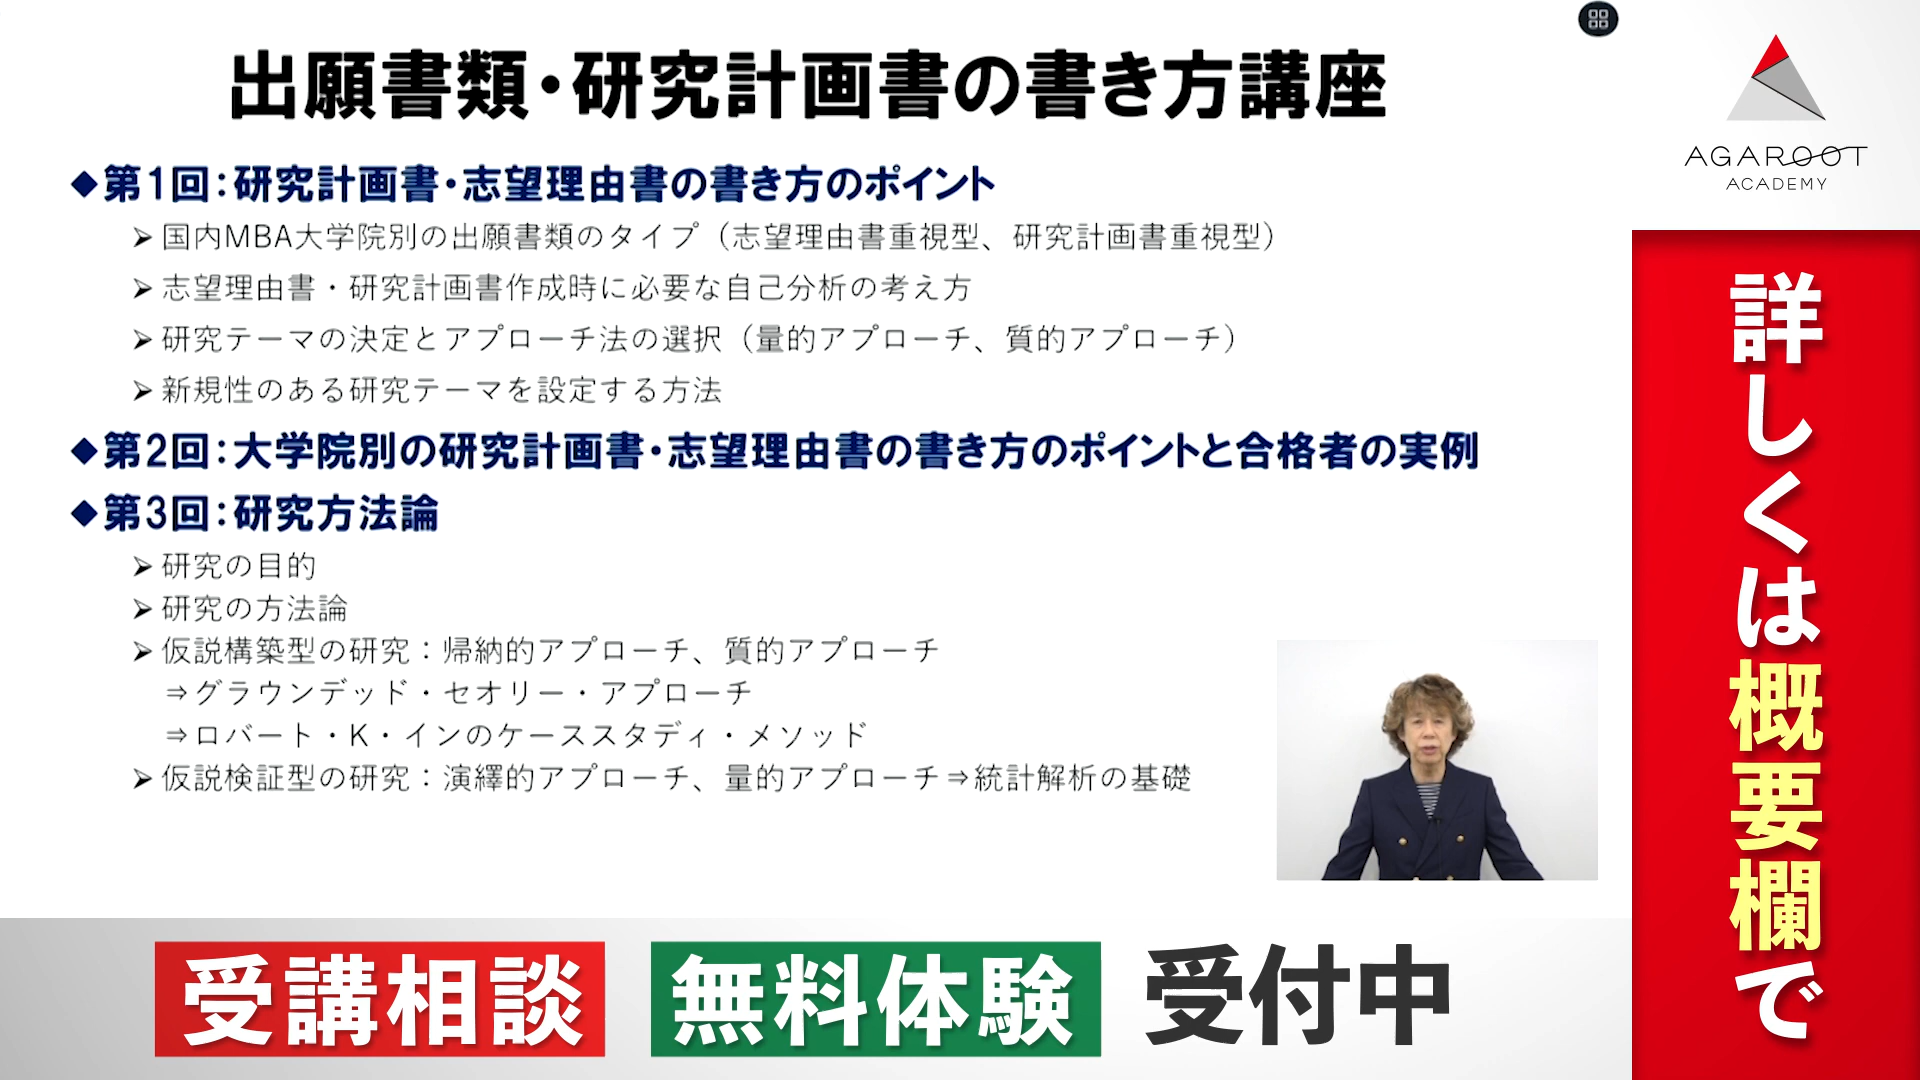 出願書類・研究計画書の書き方講座
◆第1回：研究計画書・志望理由書の書き方のポイント
➢国内MBA大学院別の出願書類のタイプ（志望理由書重視型、研究計画書重視型）
➢志望理由書・研究計画書作成時に必要な自己分析の考え方
➢研究テーマの決定とアプローチ法の選択（量的アプローチ、質的アプローチ）
➢新規性のある研究テーマを設定する方法
◆第2回：大学院別の研究計画書・志望理由書の書き方のポイントと合格者の実例
◆第3回：研究方法論
➢研究の目的
➢研究の方法論
➢仮説構築型の研究：帰納的アプローチ、質的アプローチ
⇒グラウンデッド・セオリー・アプローチ
⇒ロバート・K・インのケーススタディ・メソッド
➢仮説検証型の研究：演繹的アプローチ、量的アプローチ⇒統計解析の基礎
AGAROOT
ACADEMY
詳しくは概要欄で
受講相談 無料体験 受付中